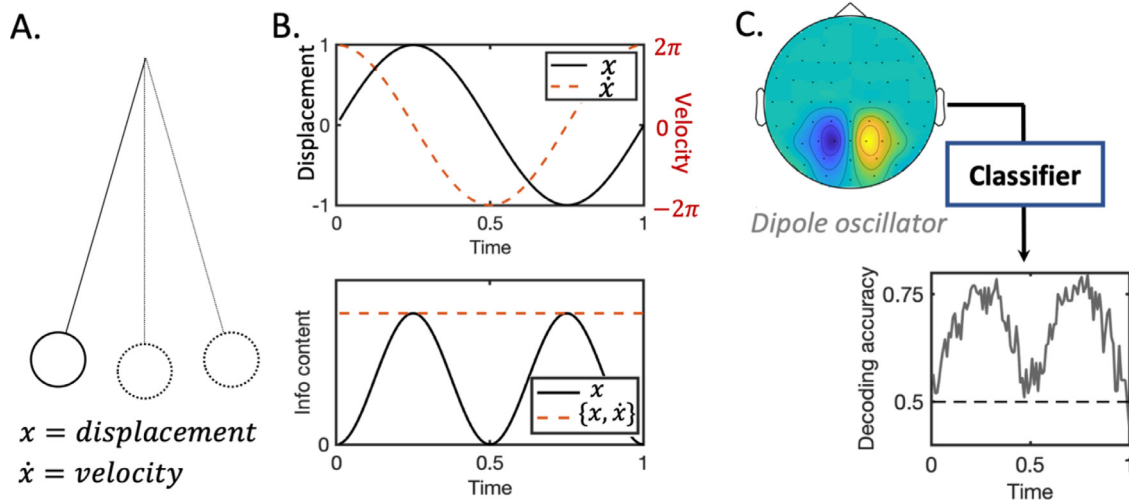 A.
x = displacement
ẋ = velocity
B.
Displacement
1
0
-1
2π
0
−2π
Velocity
x
ẋ
0
0.5
1
Time
Info content
0
x
{x, ẋ}
0
0.5
1
Time
C.
Classifier
Dipole oscillator
Decoding accuracy
0.75
0.5
0
0.5
1
Time